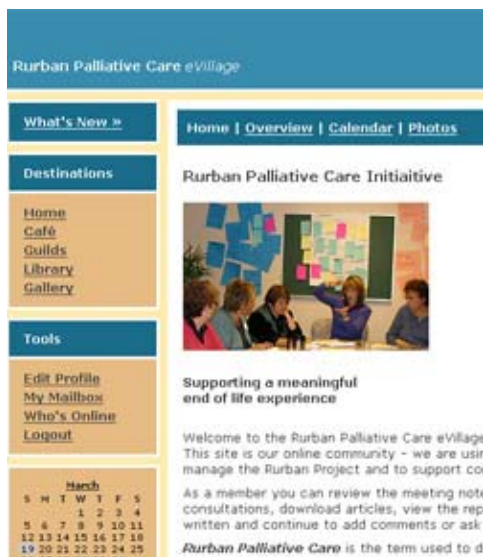 Rurban Palliative Care eVillage
What's New »
Destinations
Home
Café
Guilds
Library
Gallery
Tools
Edit Profile
My Mailbox
Who's Online
Logout
March
S M T W T F S
1 2 3 4
5 6 7 8 9 10 11
12 13 14 15 16 17 18
19 20 21 22 23 24 25
Home | Overview | Calendar | Photos
Rurban Palliative Care Initiaitive
Supporting a meaningful
end of life experience
Welcome to the Rurban Palliative Care eVillage
This site is our online community - we are usin
manage the Rurban Project and to support co
As a member you can review the meeting note
consultations, download articles, view the rep
written and continue to add comments or ask
Rurban Palliative Care is the term used to d